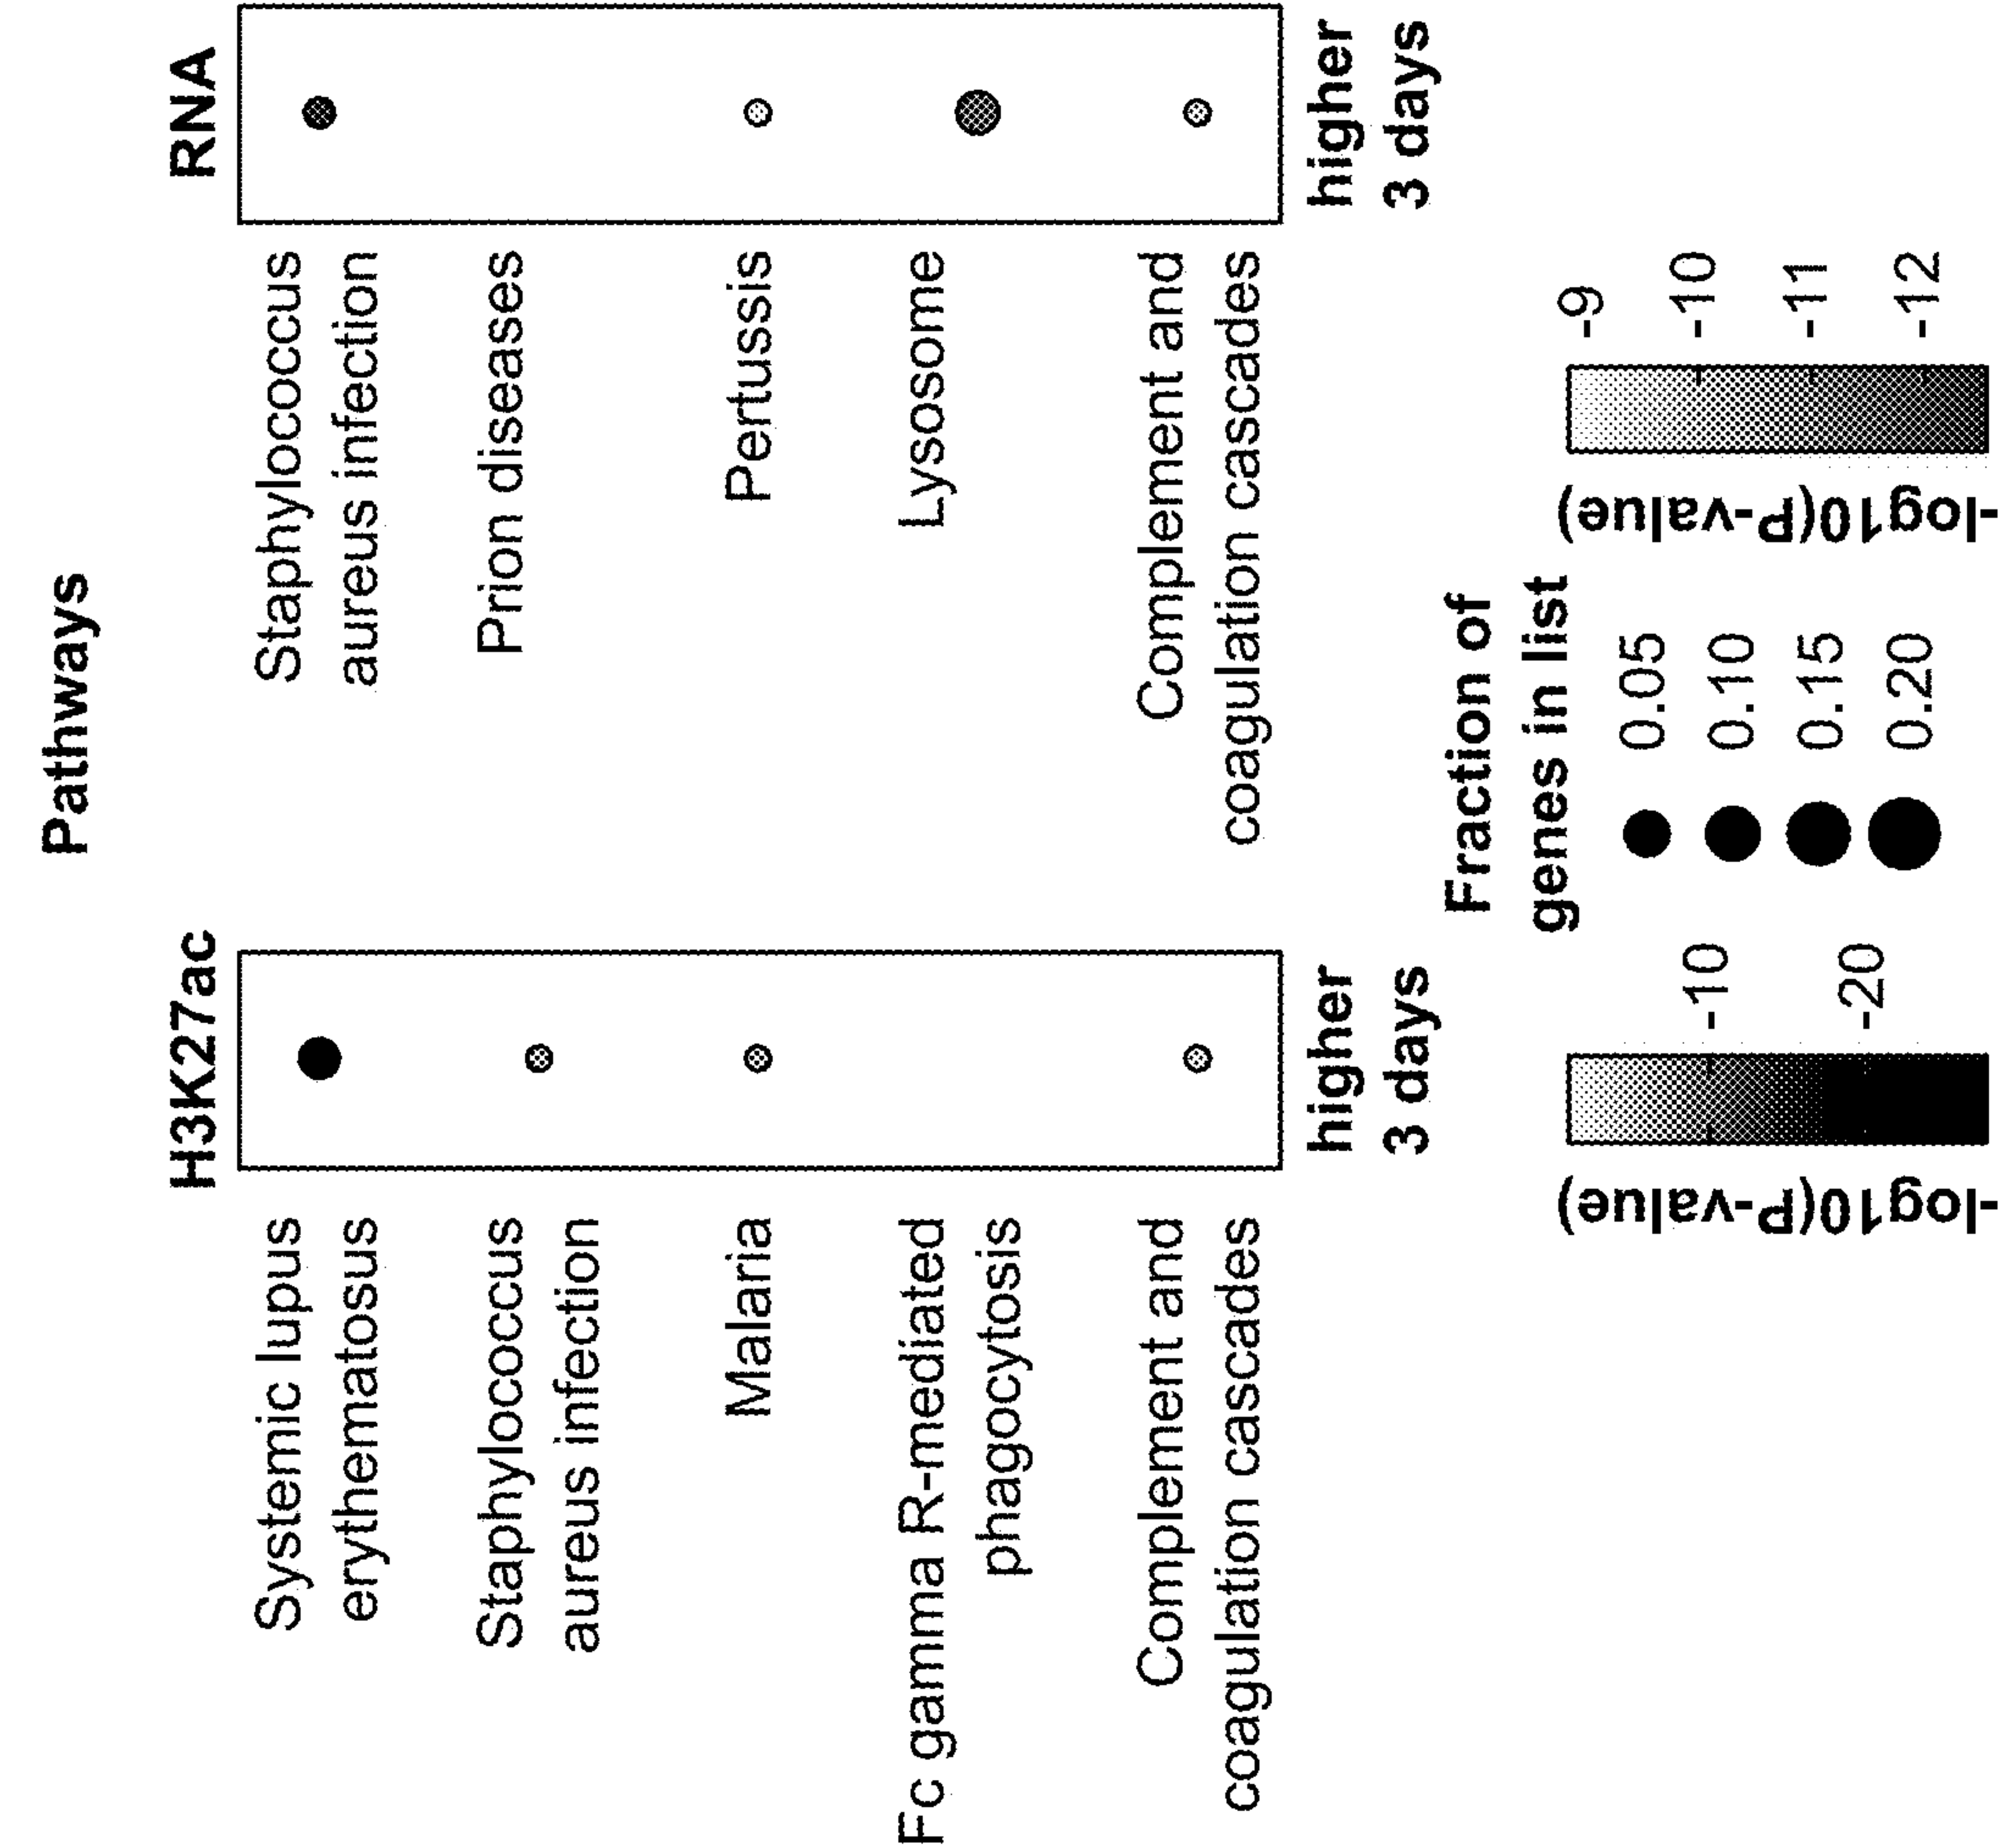 Pathways
H3K27ac
Systemic lupus
erythematosus
Staphylococcus
aureus infection
Malaria
Fc gamma R-mediated
phagocytosis
Complement and
coagulation cascades
higher
3 days
RNA
Staphylococcus
aureus infection
Prion diseases
Pertussis
Lysosome
Complement and
coagulation cascades
higher
3 days
-log10(P-value)
-10
-20
Fraction of
genes in list
0.05
0.10
0.15
0.20
-log10(P-value)
-9
-10
-11
-12